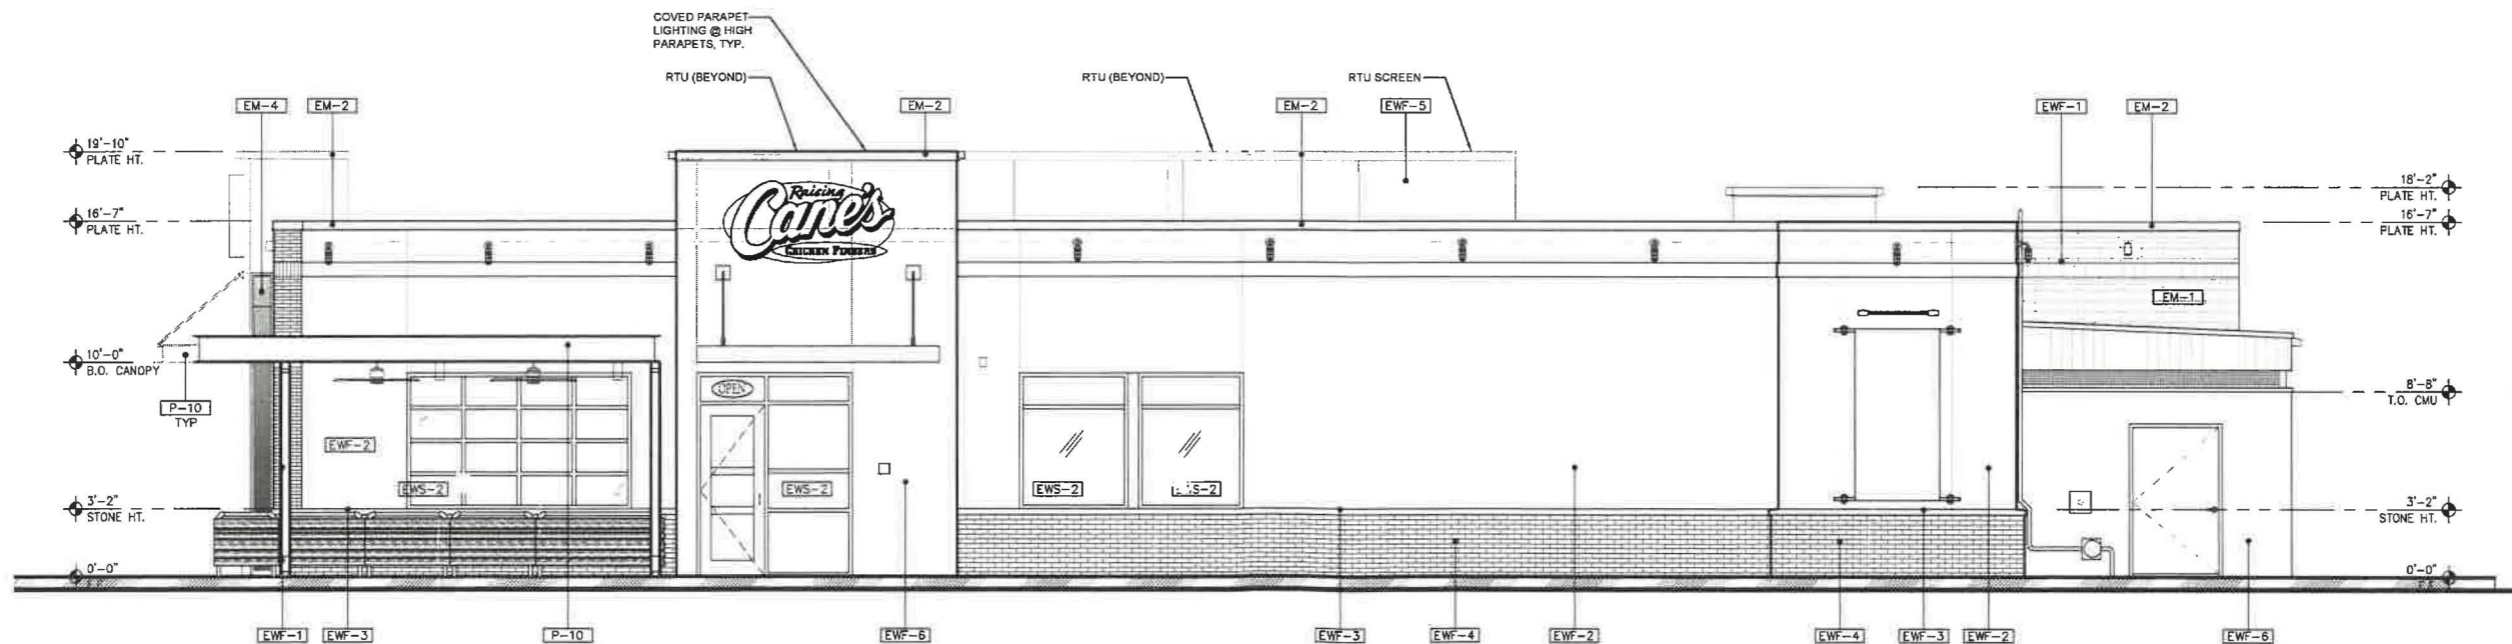 COVED PARAPET
LIGHTING @ HIGH
PARAPETS, TYP.
RTU (BEYOND)
RTU (BEYOND)
RTU SCREEN
EM-4
EM-2
EM-2
EM-2
EWF-5
EWF-1
EM-2
19'-10"
PLATE HT.
18'-2"
PLATE HT.
16'-7"
PLATE HT.
16'-7"
PLATE HT.
Raising
Cane's
CHICKEN FINGERS
EM-1
10'-0"
B.O. CANOPY
8'-8"
T.O. CMU
P-10
TYP
OPEN
EWF-2
EWS-2
EWS-2
EWS-2
3'-2"
STONE HT.
3'-2"
STONE HT.
0'-0"
0'-0"
EWF-1
EWF-3
P-10
EWF-6
EWF-3
EWF-4
EWF-2
EWF-4
EWF-3
EWF-2
EWF-6